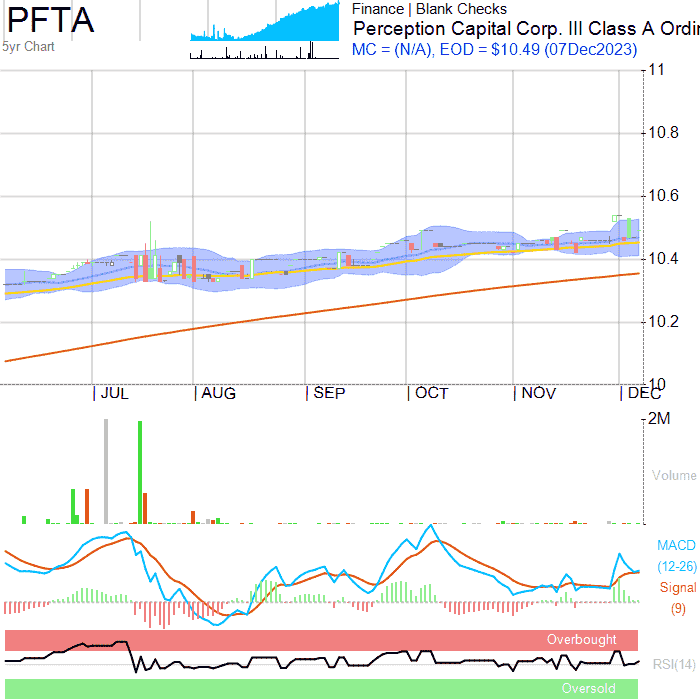 PFTA
5yr Chart
Finance | Blank Checks
Perception Capital Corp. III Class A Ordin
MC = (N/A), EOD = $10.49 (07Dec2023)
11
10.8
10.6
10.4
10.2
10
JUL AUG SEP OCT NOV DEC
2M
Volume
MACD
(12-26)
Signal
(9)
Overbought
RSI(14)
Oversold